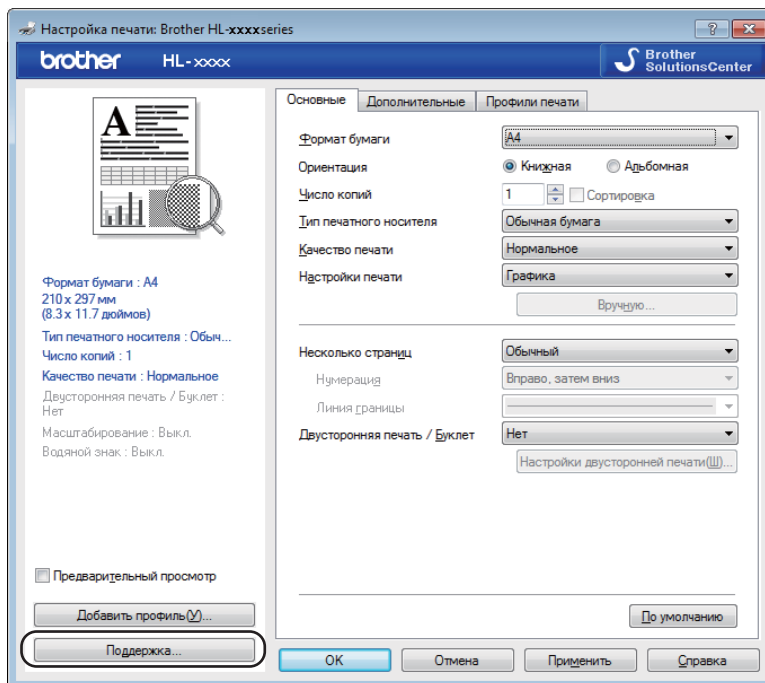 Настройка печати: Brother HL-xxxxseries
brother HL-xxxx
Brother
SolutionsCenter
A
Формат бумаги : A4
210 x 297 мм
(8.3 x 11.7 дюймов)
Тип печатного носителя : Обыч...
Число копий : 1
Качество печати : Нормальное
Двусторонняя печать / Буклет :
Нет
Масштабирование : Выкл.
Водяной знак : Выкл.
Предварительный просмотр
Добавить профиль(У)...
Поддержка...
Основные Дополнительные Профили печати
Формат бумаги A4
Ориентация Книжная Альбомная
Число копий 1 Сортировка
Тип печатного носителя Обычная бумага
Качество печати Нормальное
Настройки печати Графика
Вручную...
Несколько страниц Обычный
Нумерация Вправо, затем вниз
Линия границы
Двусторонняя печать / Буклет Нет
Настройки двусторонней печати(Ш)...
По умолчанию
OK Отмена Применить Справка